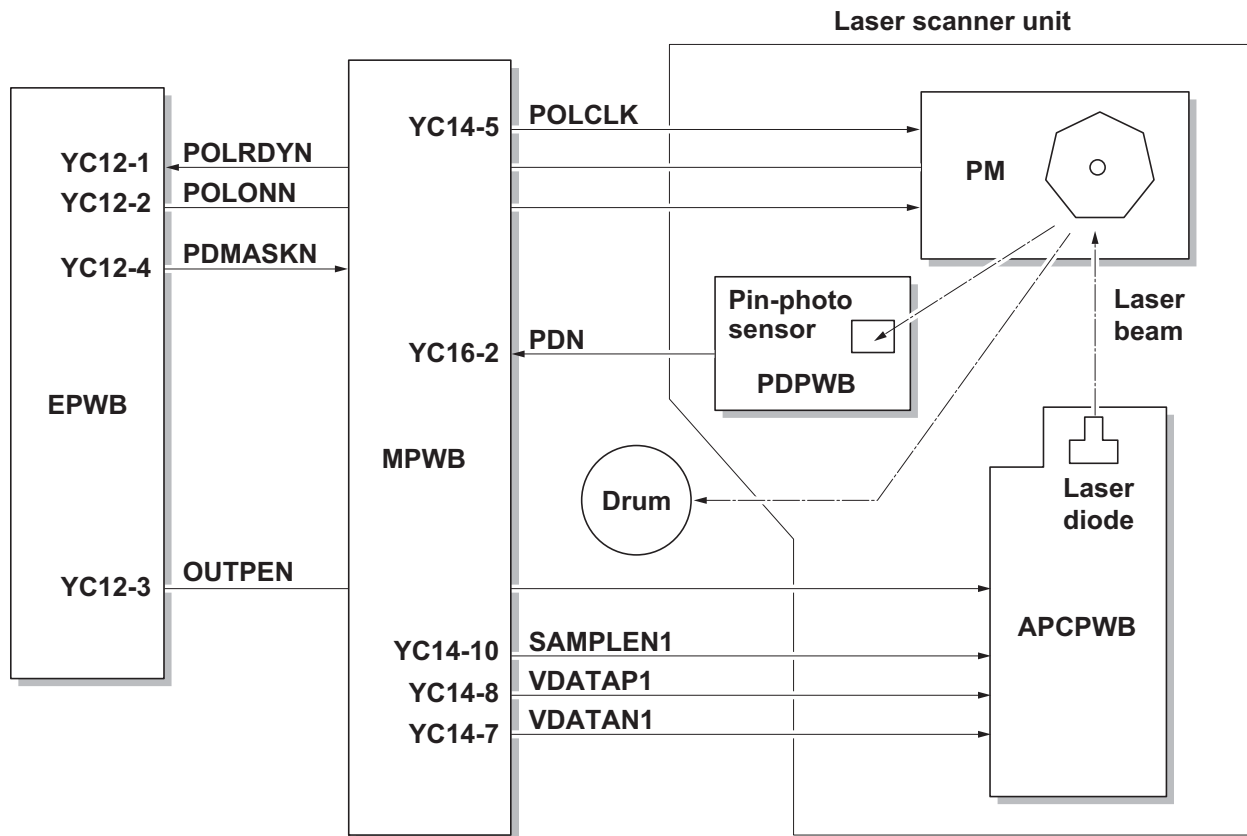 Laser scanner unit
YC14-5
POLCLK
YC12-1
POLRDYN
PM
YC12-2
POLONN
YC12-4
PDMASKN
Pin-photo
sensor
Laser
beam
YC16-2
PDN
PDPWB
EPWB
MPWB
Drum
Laser
diode
YC12-3
OUTPEN
APCPWB
YC14-10
SAMPLEN1
YC14-8
VDATAP1
YC14-7
VDATAN1